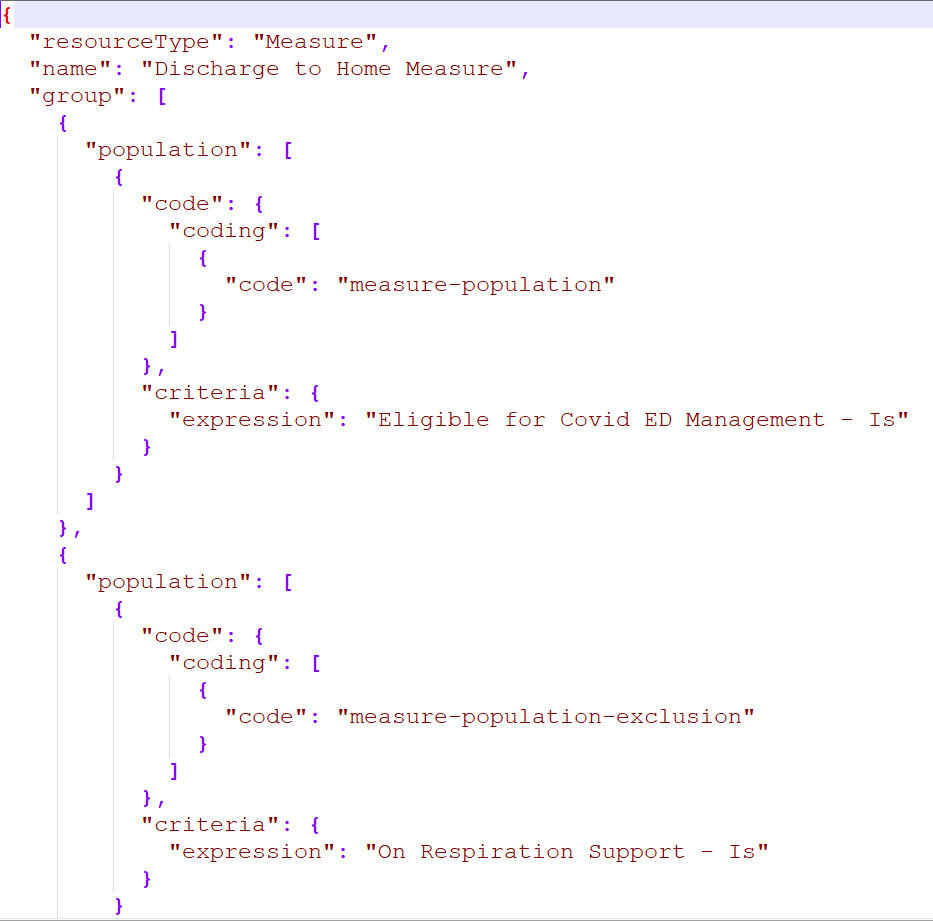 {
  "resourceType": "Measure",
  "name": "Discharge to Home Measure",
  "group": [
    {
      "population": [
        {
          "code": {
            "coding": [
              {
                "code": "measure-population"
              }
            ]
          },
          "criteria": {
            "expression": "Eligible for Covid ED Management - Is"
          }
        }
      ]
    },
    {
      "population": [
        {
          "code": {
            "coding": [
              {
                "code": "measure-population-exclusion"
              }
            ]
          },
          "criteria": {
            "expression": "On Respiration Support - Is"
          }
        }